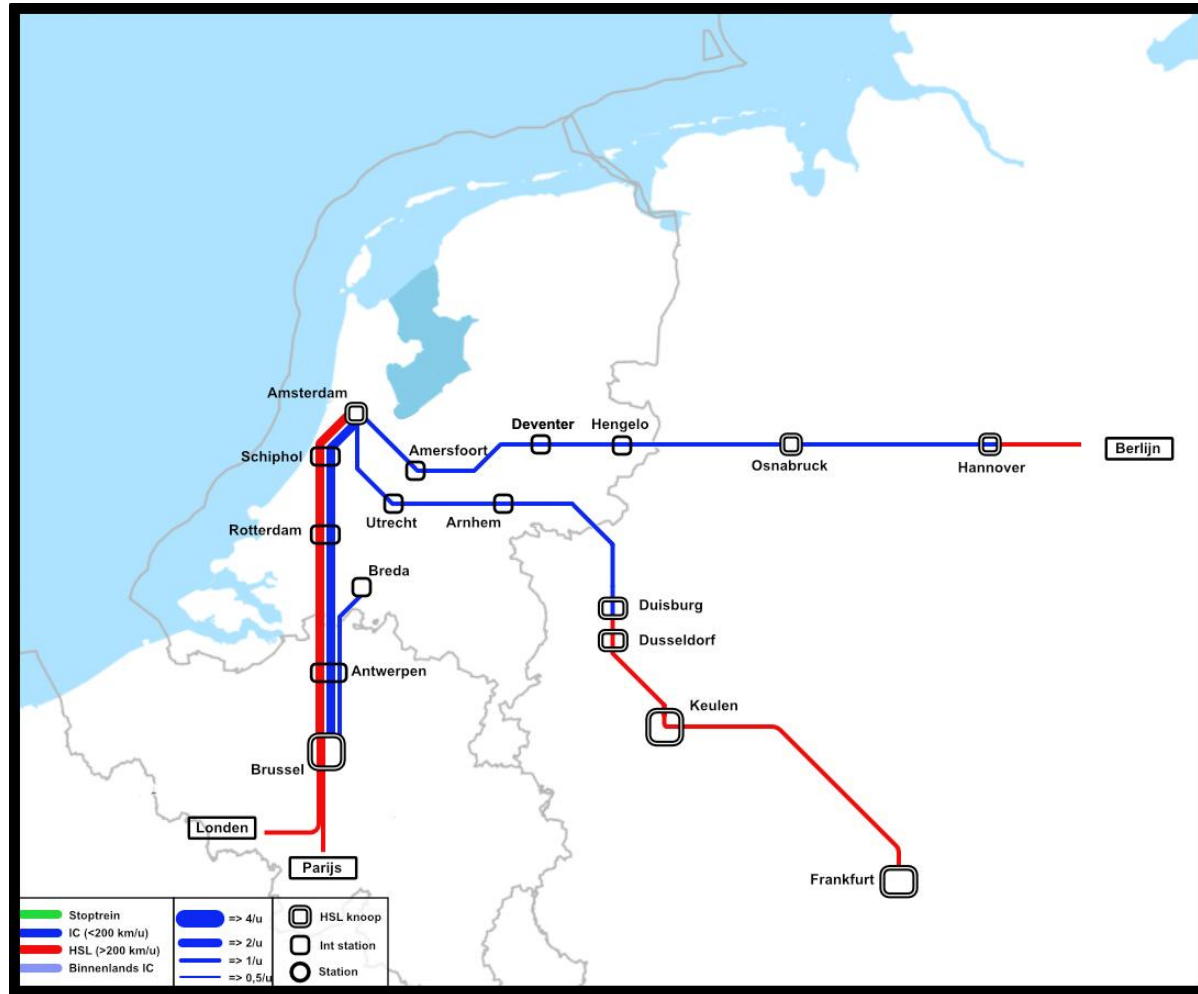 Amsterdam
Schiphol
Amersfoort
Deventer
Hengelo
Osnabruck
Hannover
Berlijn
Utrecht
Arnhem
Rotterdam
Breda
Duisburg
Dusseldorf
Antwerpen
Keulen
Brussel
Londen
Parijs
Frankfurt
Stoptrein
IC (<200 km/u)
HSL (>200 km/u)
Binnenlands IC
=> 4/u
=> 2/u
=> 1/u
=> 0,5/u
HSL knoop
Int station
Station